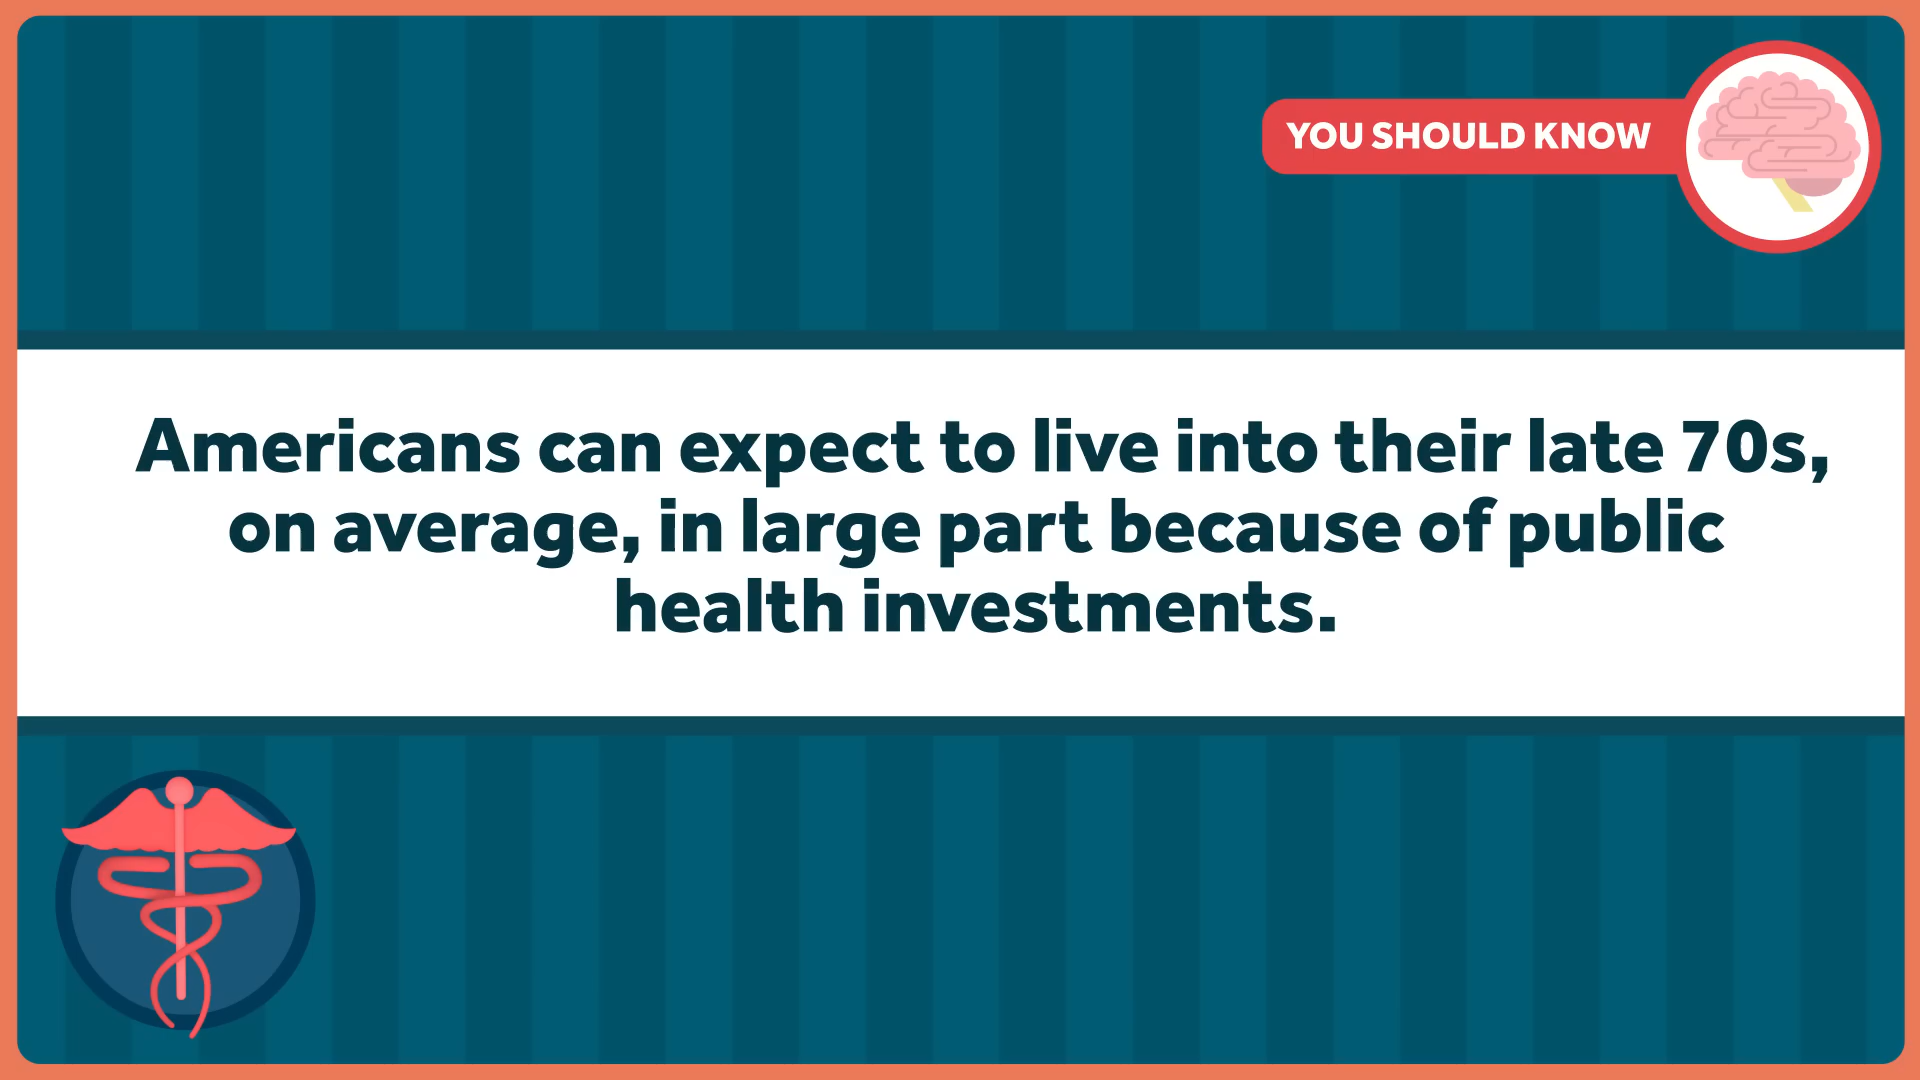 YOU SHOULD KNOW
Americans can expect to live into their late 70s,
on average, in large part because of public
health investments.